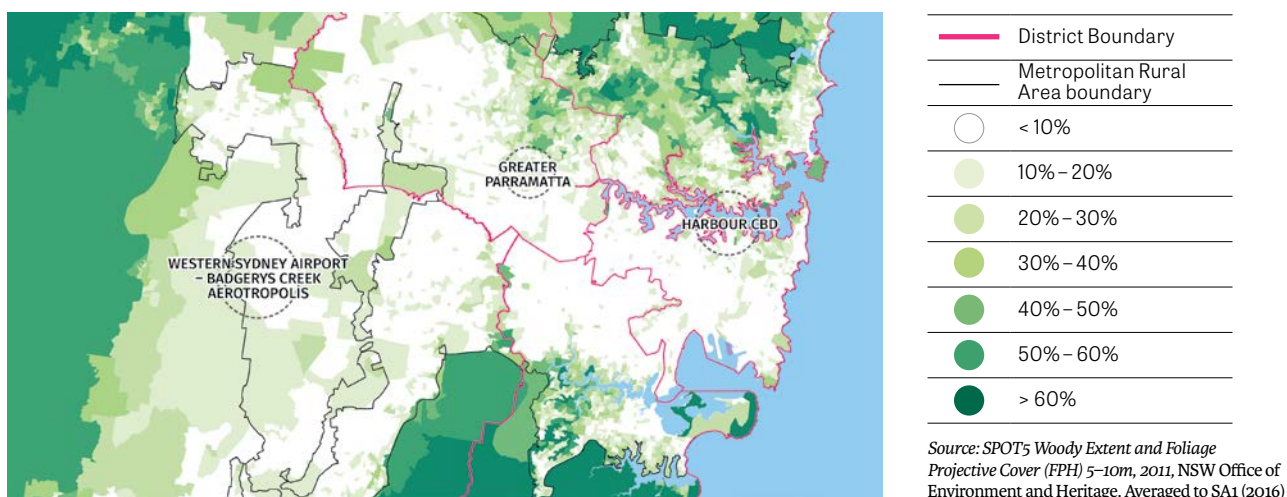 GREATER
PARRAMATTA
HARBOUR CBD
WESTERN SYDNEY AIRPORT
– BADGERYS CREEK
AEROTROPOLIS
District Boundary
Metropolitan Rural
Area boundary
< 10%
10% – 20%
20% – 30%
30% – 40%
40% – 50%
50% – 60%
> 60%
Source: SPOT5 Woody Extent and Foliage
Projective Cover (FPH) 5–10m, 2011, NSW Office of
Environment and Heritage. Averaged to SA1 (2016)